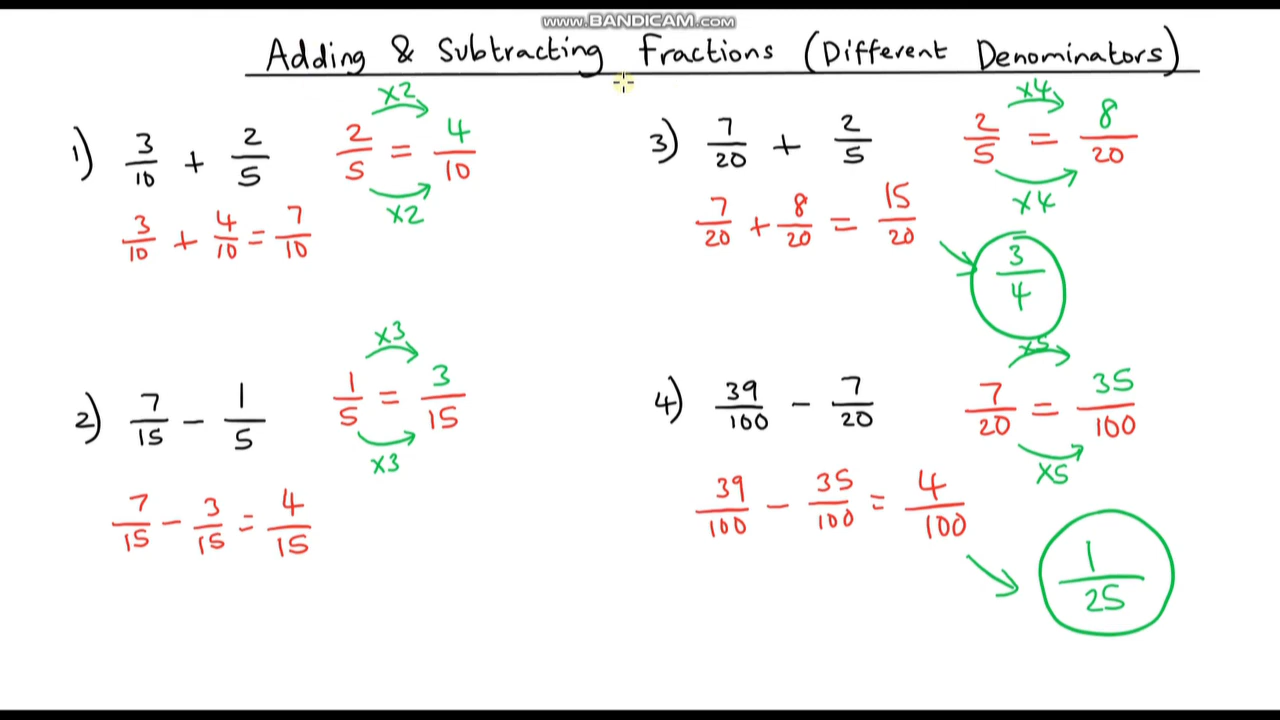 www.BANDICAM.com
Adding & Subtracting Fractions (Different Denominators)
1) 3/10 + 2/5
x2
2/5 = 4/10
x2
3/10 + 4/10 = 7/10
2) 7/15 - 1/5
x3
1/5 = 3/15
x3
7/15 - 3/15 = 4/15
3) 7/20 + 2/5
x4
2/5 = 8/20
x4
7/20 + 8/20 = 15/20
3/4
4) 39/100 - 7/20
x5
7/20 = 35/100
x5
39/100 - 35/100 = 4/100
1/25